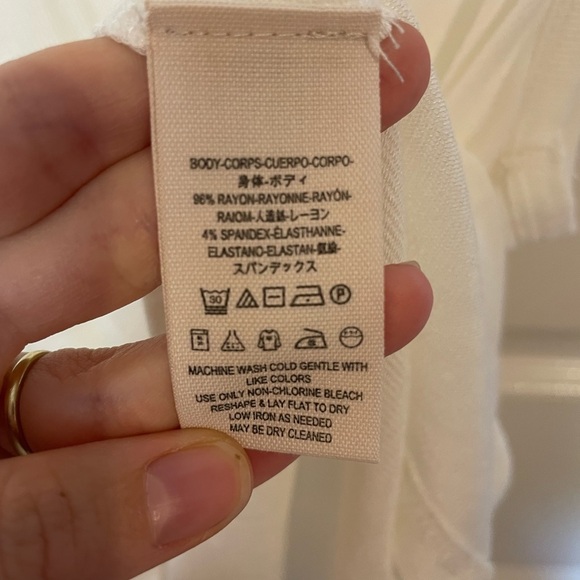 BODY-CORPS-CUERPO-CORPO-
身体-ボディ
96% RAYON-RAYONNE-RAYÓN-
RAIOM-人造絲-レーヨン
4% SPANDEX-ÉLASTHANNE-
ELASTANO-ELASTAN-
スパンデックス
30 P
MACHINE WASH COLD GENTLE WITH
LIKE COLORS
USE ONLY NON-CHLORINE BLEACH
RESHAPE & LAY FLAT TO DRY
LOW IRON AS NEEDED
MAY BE DRY CLEANED